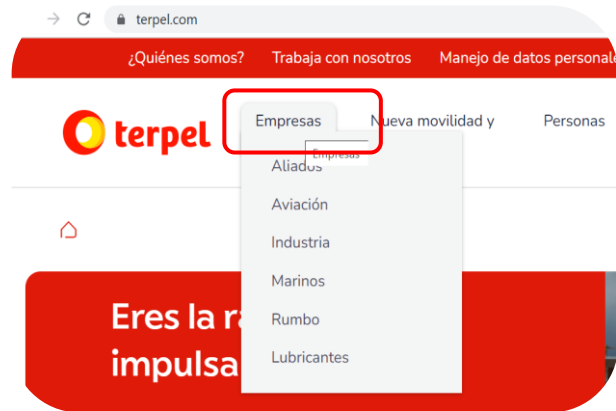 terpel.com
¿Quiénes somos? Trabaja con nosotros Manejo de datos personale
terpel Empresas Nueva movilidad y Personas
Empresas
Aliados
Aviación
Industria
Marinos
Eres la ra
Rumbo
impulsa
Lubricantes